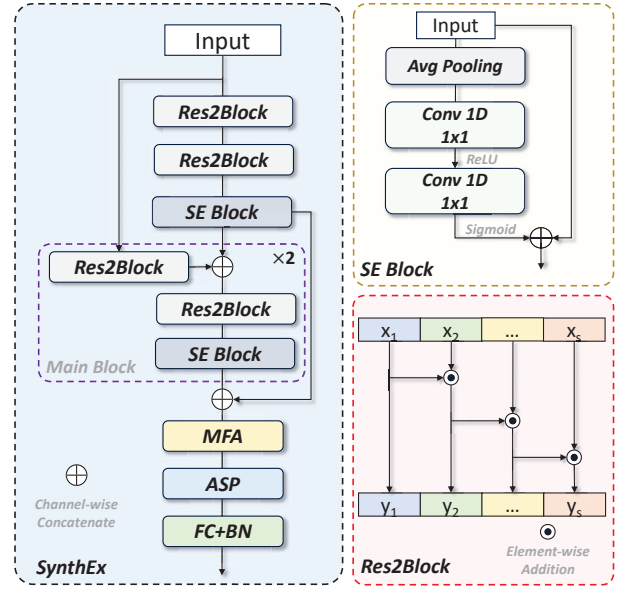 Input
Res2Block
Res2Block
SE Block
×2
Res2Block
Res2Block
SE Block
Main Block
MFA
ASP
FC+BN
Channel-wise
Concatenate
SynthEx
Input
Avg Pooling
Conv 1D
1x1
ReLU
Conv 1D
1x1
Sigmoid
SE Block
x1 x2 ... xs
y1 y2 ... ys
Element-wise
Addition
Res2Block